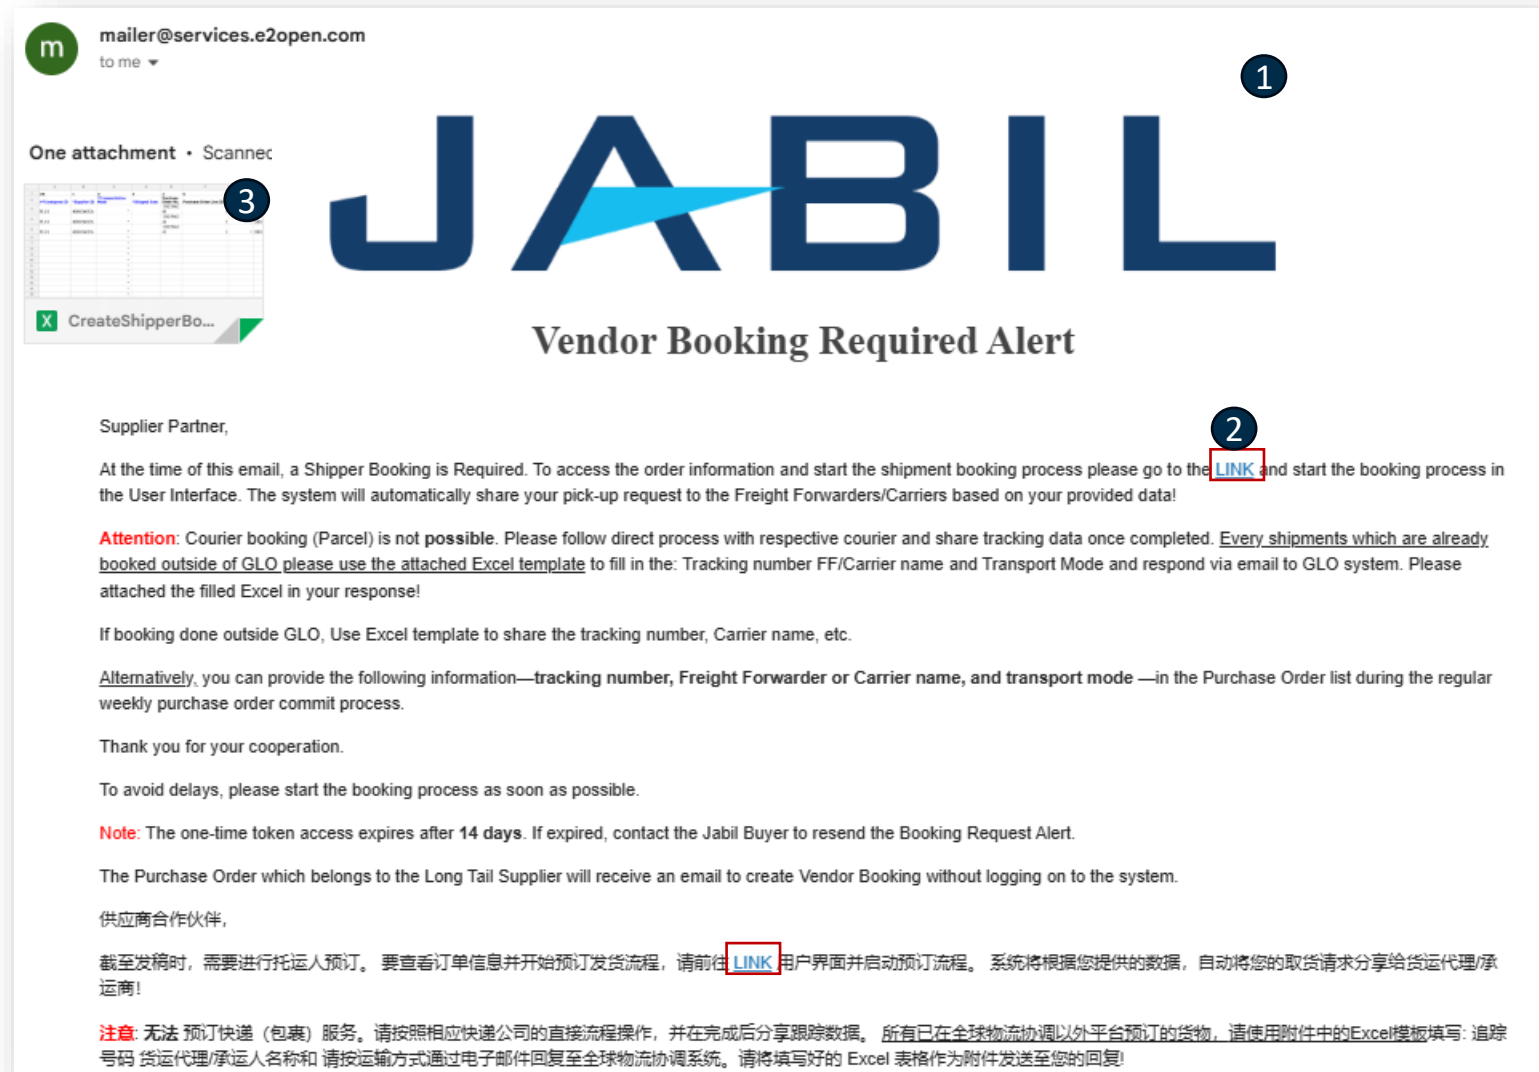 m
mailer@services.e2open.com
to me
1
One attachment • Scanned
JABIL
3
CreateShipperBo...
Vendor Booking Required Alert
Supplier Partner,
2
At the time of this email, a Shipper Booking is Required. To access the order information and start the shipment booking process please go to the LINK and start the booking process in
the User Interface. The system will automatically share your pick-up request to the Freight Forwarders/Carriers based on your provided data!
Attention: Courier booking (Parcel) is not possible. Please follow direct process with respective courier and share tracking data once completed. Every shipments which are already
booked outside of GLO please use the attached Excel template to fill in the: Tracking number FF/Carrier name and Transport Mode and respond via email to GLO system. Please
attached the filled Excel in your response!
If booking done outside GLO, Use Excel template to share the tracking number, Carrier name, etc.
Alternatively, you can provide the following information—tracking number, Freight Forwarder or Carrier name, and transport mode —in the Purchase Order list during the regular
weekly purchase order commit process.
Thank you for your cooperation.
To avoid delays, please start the booking process as soon as possible.
Note: The one-time token access expires after 14 days. If expired, contact the Jabil Buyer to resend the Booking Request Alert.
The Purchase Order which belongs to the Long Tail Supplier will receive an email to create Vendor Booking without logging on to the system.
供应商合作伙伴，
截至发稿时，需要进行托运人预订。 要查看订单信息并开始预订发货流程，请前往 LINK 用户界面并启动预订流程。 系统将根据您提供的数据，自动将您的取货请求分享给货运代理/承
运商！
注意: 无法 预订快递（包裹）服务。请按照相应快递公司的直接流程操作，并在完成后分享跟踪数据。 所有已在全球物流协调以外平台预订的货物，请使用附件中的Excel模板填写: 追踪
号码 货运代理/承运人名称和 请按运输方式通过电子邮件回复至全球物流协调系统。请将填写好的 Excel 表格作为附件发送至您的回复!